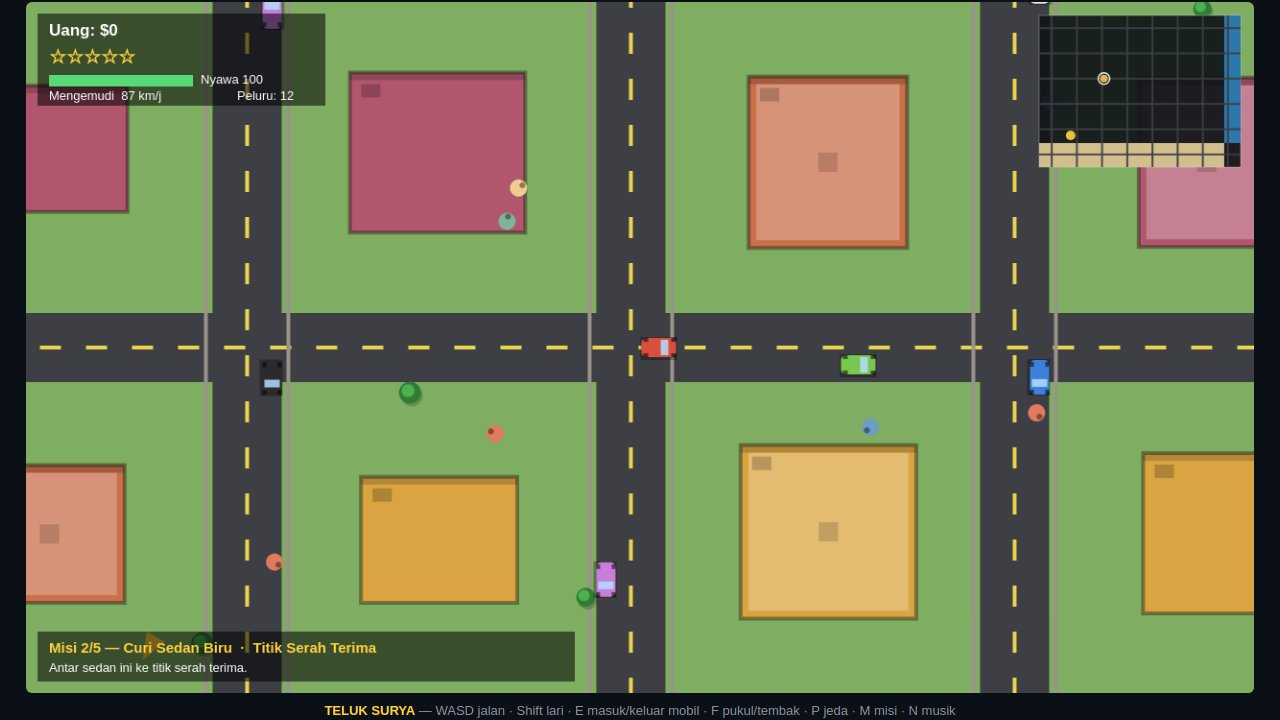 Uang: $0
☆☆☆☆☆
Nyawa 100
Mengemudi 87 km/j Peluru: 12
Misi 2/5 — Curi Sedan Biru · Titik Serah Terima
Antar sedan ini ke titik serah terima.
TELUK SURYA — WASD jalan · Shift lari · E masuk/keluar mobil · F pukul/tembak · P jeda · M misi · N musik